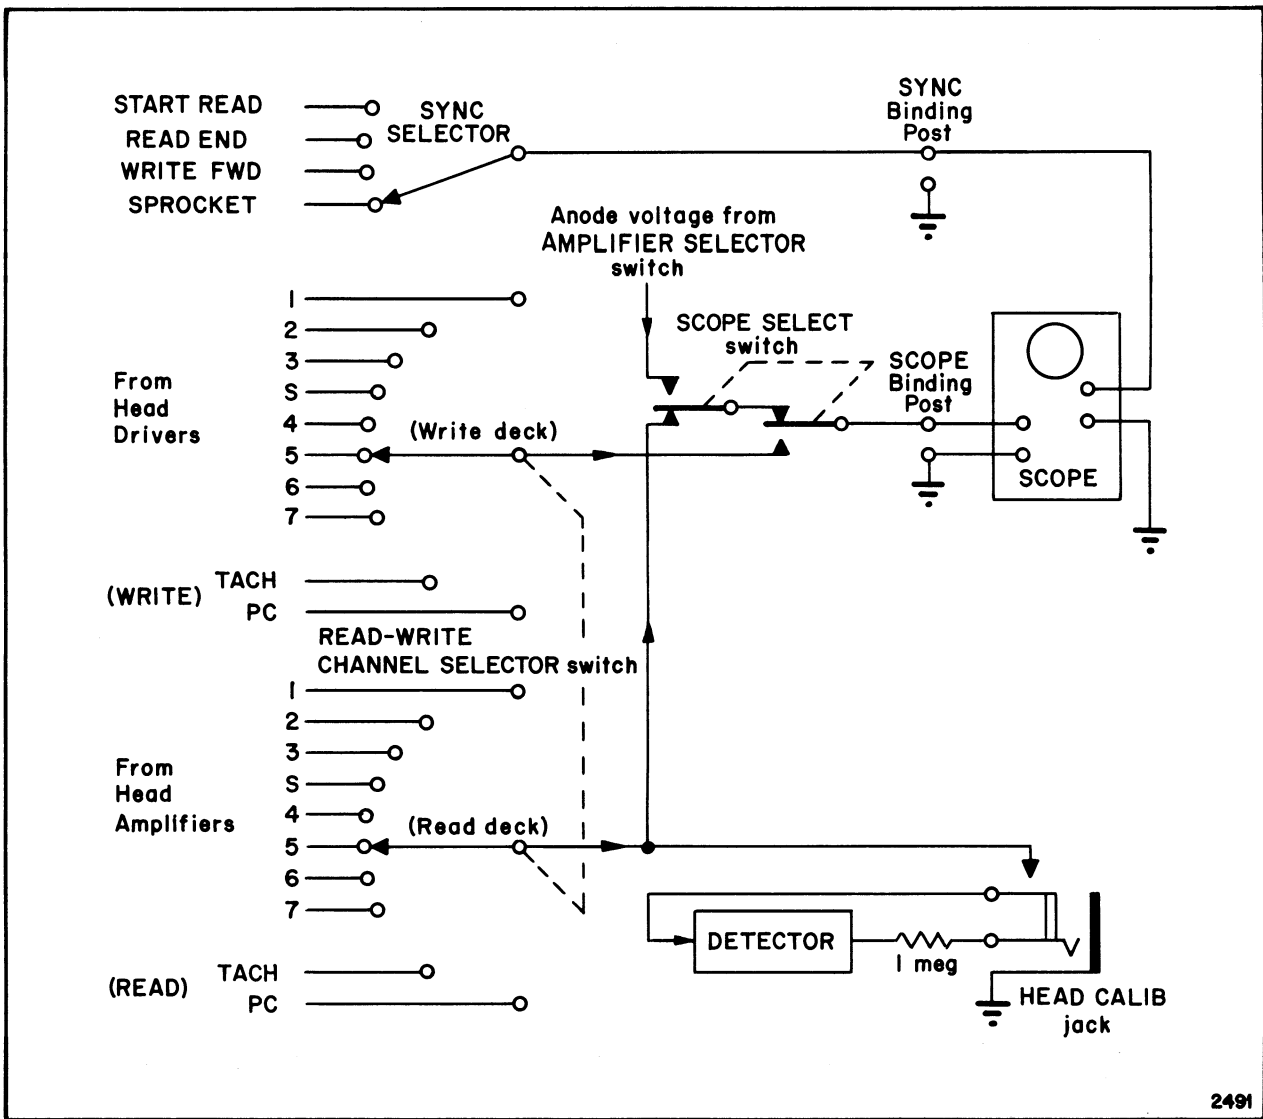 START READ
READ END
WRITE FWD
SPROCKET
SYNC
SELECTOR
SYNC
Binding
Post
Anode voltage from
AMPLIFIER SELECTOR
switch
SCOPE SELECT
switch
SCOPE
Binding
Post
SCOPE
From
Head
Drivers
1
2
3
S
4
5
6
7
(Write deck)
(WRITE)
TACH
PC
READ-WRITE
CHANNEL SELECTOR switch
From
Head
Amplifiers
1
2
3
S
4
5
6
7
(Read deck)
(READ)
TACH
PC
DETECTOR
1 meg
HEAD CALIB
jack
2491